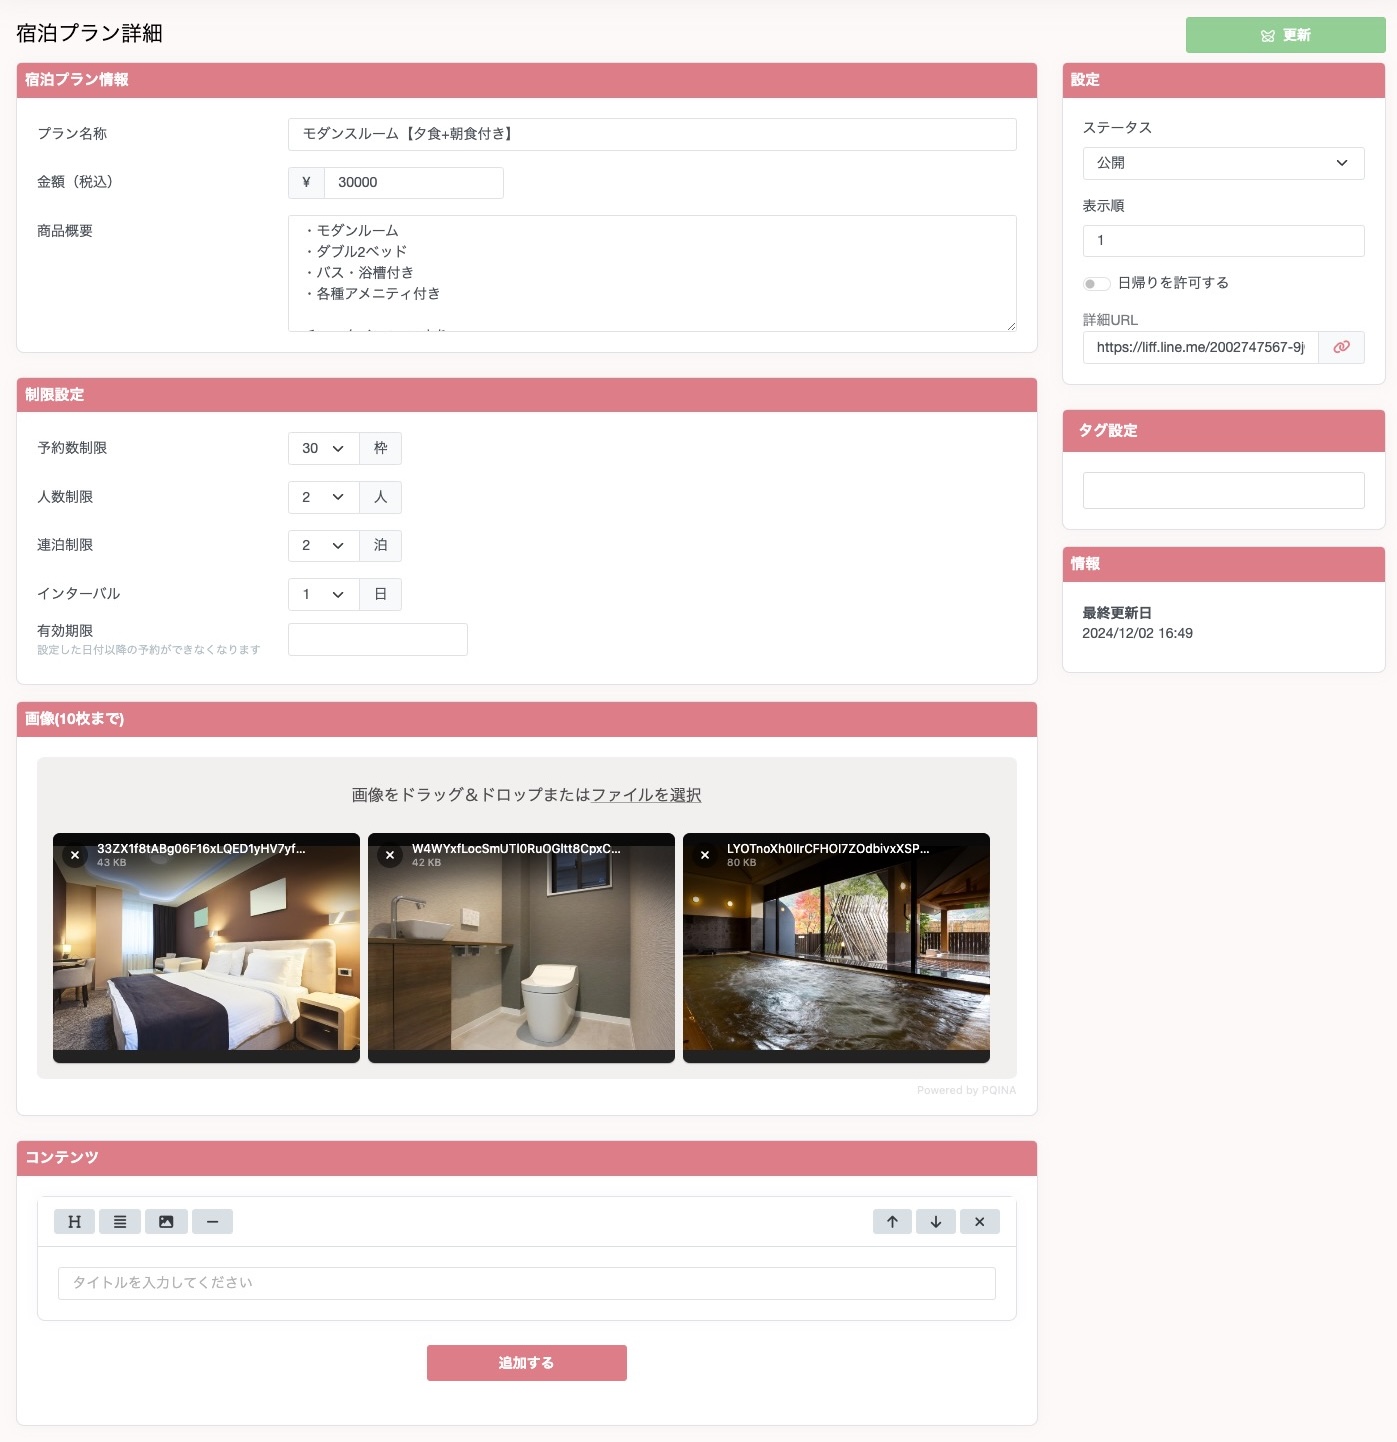 宿泊プラン詳細
更新
宿泊プラン情報
プラン名称
モダンスルーム【夕食+朝食付き】
金額（税込）
¥ 30000
商品概要
・モダンルーム
・ダブル2ベッド
・バス・浴槽付き
・各種アメニティ付き
制限設定
予約数制限
30 枠
人数制限
2 人
連泊制限
2 泊
インターバル
1 日
有効期限
設定した日付以降の予約ができなくなります
画像(10枚まで)
画像をドラッグ＆ドロップまたはファイルを選択
33ZX1f8tABg06F16xLQED1yHV7yf...
43 KB
42 KB
80 KB
Powered by PQINA
コンテンツ
H
タイトルを入力してください
追加する
設定
ステータス
公開
表示順
1
日帰りを許可する
詳細URL
https://liff.line.me/2002747567-9j
タグ設定
情報
最終更新日
2024/12/02 16:49